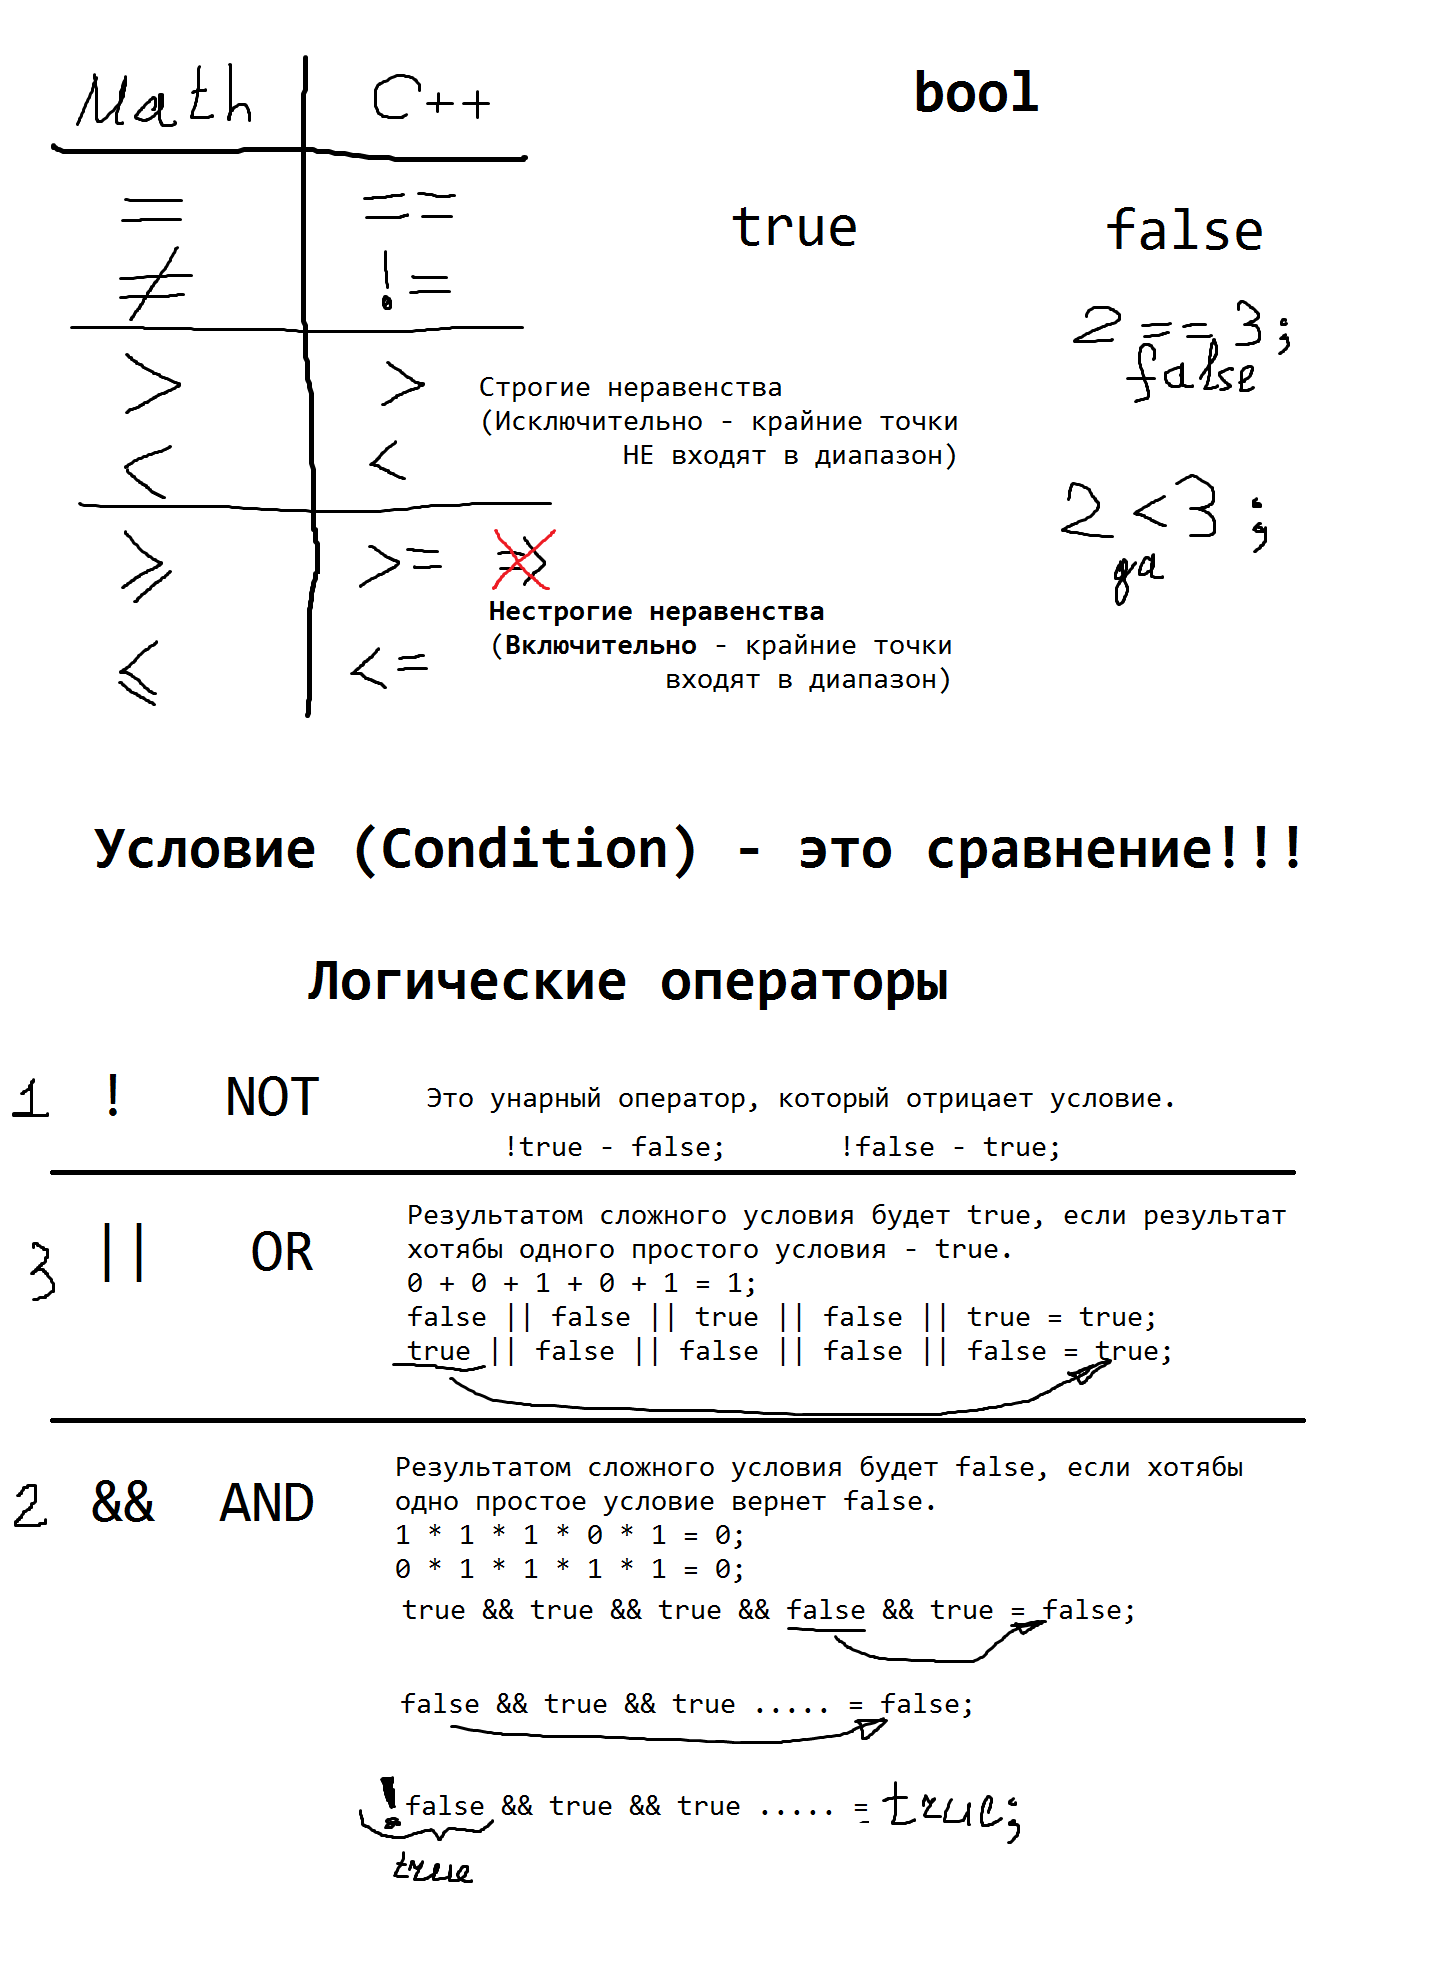 Math C++
= ==
≠ !=
> >
< <
Строгие неравенства
(Исключительно - крайние точки
НЕ входят в диапазон)
⩾ >= =>
Нестрогие неравенства
(Включительно - крайние точки
входят в диапазон)
⩽ <=
bool
true false
2 == 3;
false
2 < 3 ;
да
Условие (Condition) - это сравнение!!!
Логические операторы
1 ! NOT
Это унарный оператор, который отрицает условие.
!true - false; !false - true;
3 || OR
Результатом сложного условия будет true, если результат
хотябы одного простого условия - true.
0 + 0 + 1 + 0 + 1 = 1;
false || false || true || false || true = true;
true || false || false || false || false = true;
2 && AND
Результатом сложного условия будет false, если хотябы
одно простое условие вернет false.
1 * 1 * 1 * 0 * 1 = 0;
0 * 1 * 1 * 1 * 1 = 0;
true && true && true && false && true = false;
false && true && true ..... = false;
!false && true && true ..... = true;
true